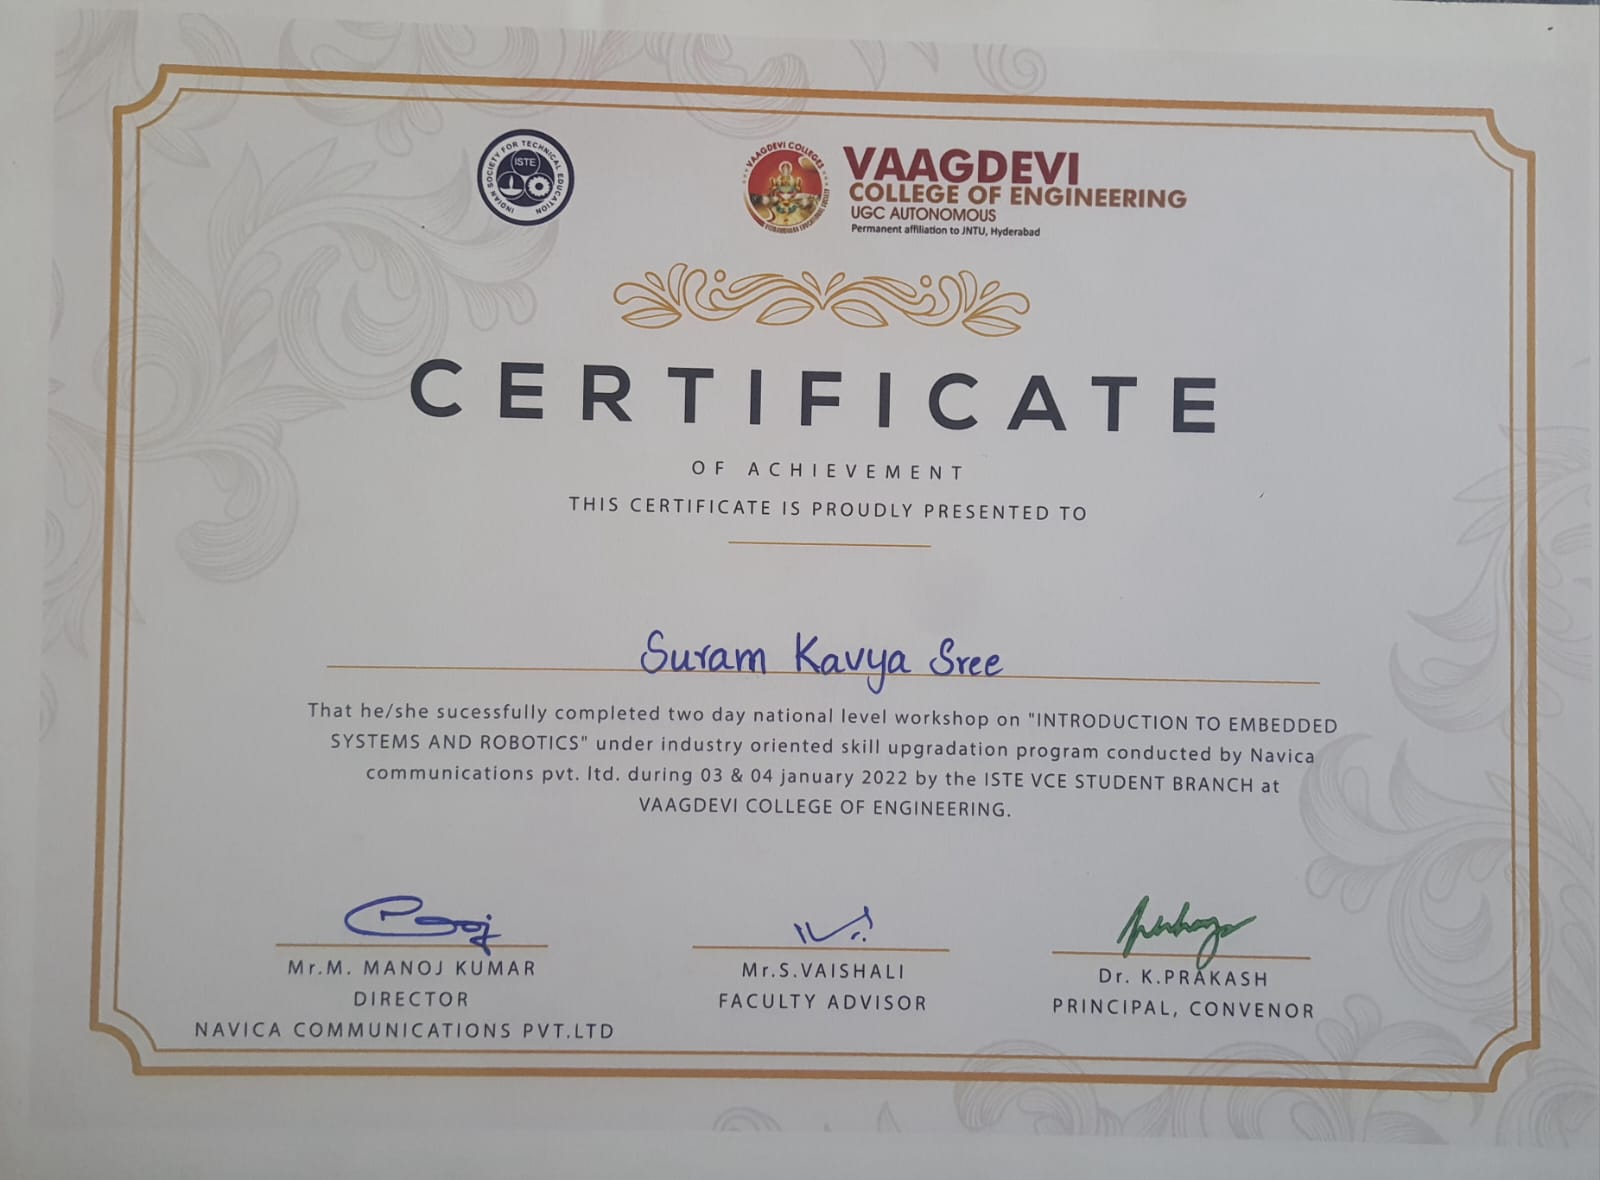 INDIAN SOCIETY FOR TECHNICAL EDUCATION
ISTE
VAAGDEVI COLLEGES
VAAGDEVI
COLLEGE OF ENGINEERING
UGC AUTONOMOUS
Permanent affiliation to JNTU, Hyderabad
CERTIFICATE
OF ACHIEVEMENT
THIS CERTIFICATE IS PROUDLY PRESENTED TO
Suram Kavya Sree
That he/she sucessfully completed two day national level workshop on "INTRODUCTION TO EMBEDDED
SYSTEMS AND ROBOTICS" under industry oriented skill upgradation program conducted by Navica
communications pvt. ltd. during 03 & 04 january 2022 by the ISTE VCE STUDENT BRANCH at
VAAGDEVI COLLEGE OF ENGINEERING.
Mr.M. MANOJ KUMAR
DIRECTOR
NAVICA COMMUNICATIONS PVT.LTD
Mr.S.VAISHALI
FACULTY ADVISOR
Dr. K.PRAKASH
PRINCIPAL, CONVENOR